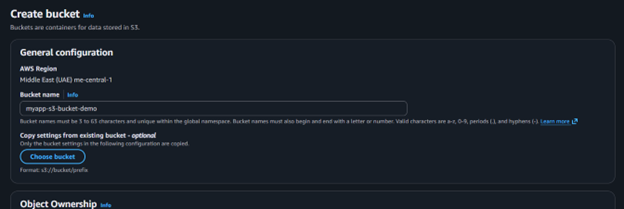 Create bucket Info
Buckets are containers for data stored in S3.
General configuration
AWS Region
Middle East (UAE) me-central-1
Bucket name | Info
myapp-s3-bucket-demo
Bucket names must be 3 to 63 characters and unique within the global namespace. Bucket names must also begin and end with a letter or number. Valid characters are a-z, 0-9, periods (.), and hyphens (-). Learn more
Copy settings from existing bucket - optional
Only the bucket settings in the following configuration are copied.
Choose bucket
Format: s3://bucket/prefix
Object Ownership Info